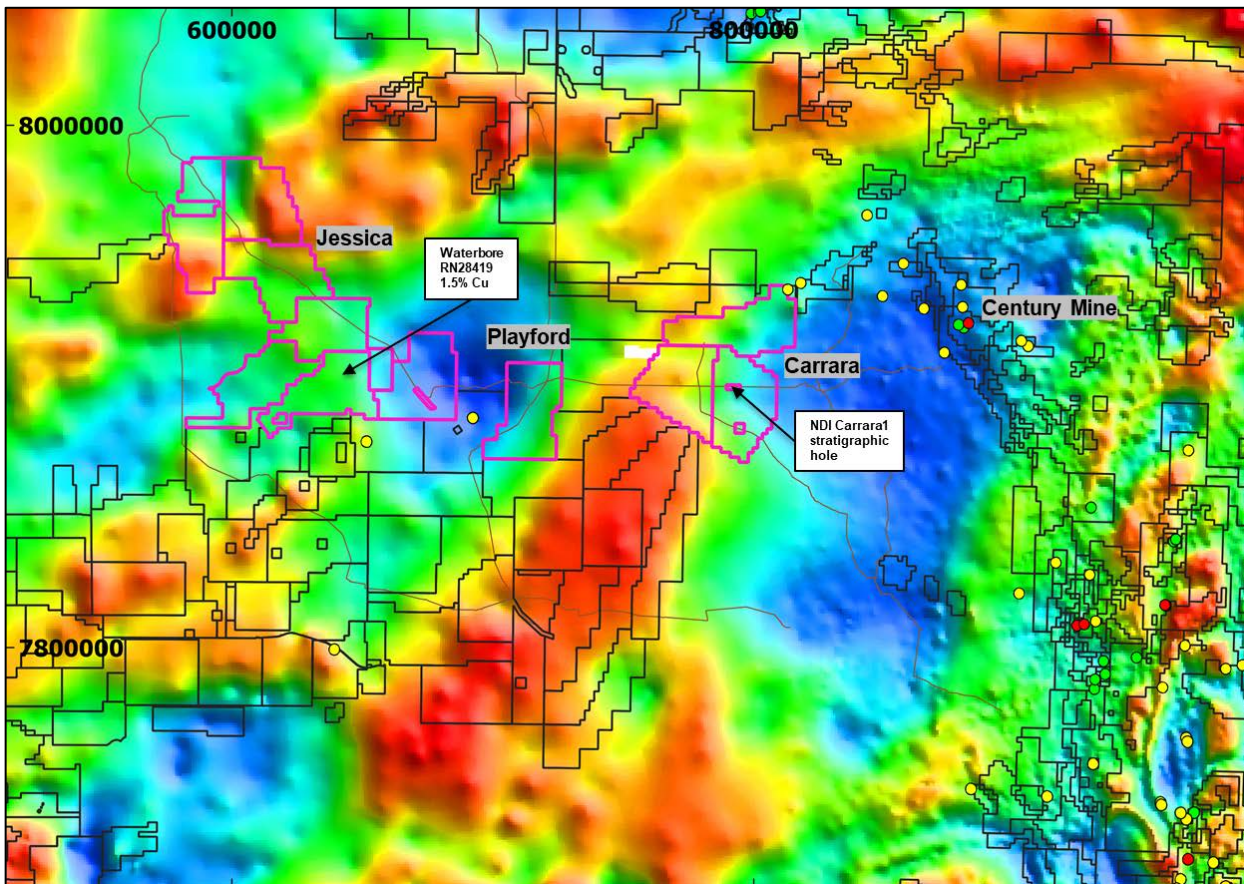 600000
800000
8000000
Jessica
Waterbore
RN28419
1.5% Cu
Century Mine
Playford
Carrara
NDI Carrara1
stratigraphic
hole
7800000